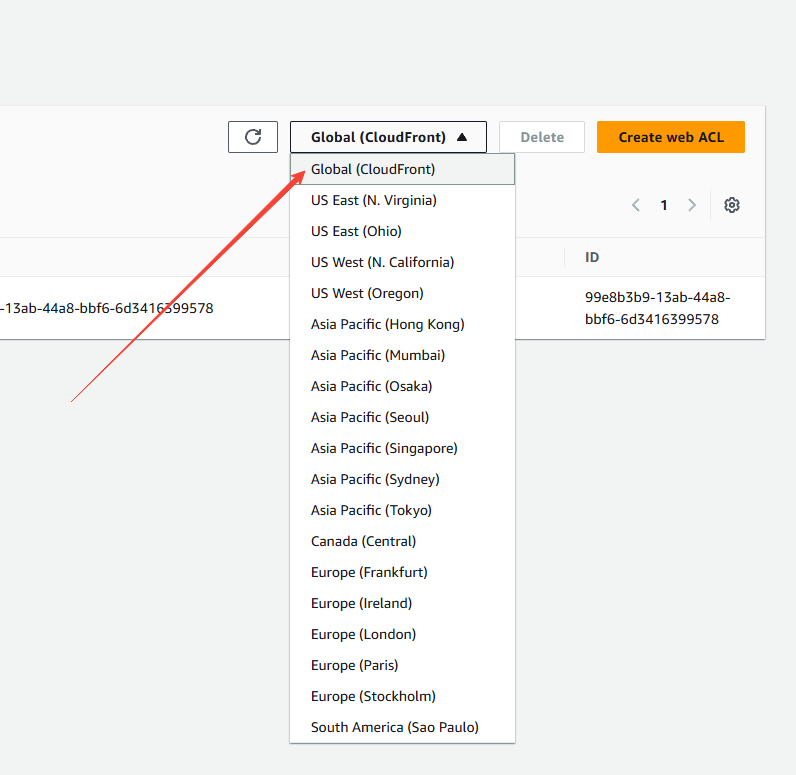 Global (CloudFront)
Delete
Create web ACL
Global (CloudFront)
US East (N. Virginia)
1
US East (Ohio)
US West (N. California)
ID
US West (Oregon)
-13ab-44a8-bbf6-6d3416399578
99e8b3b9-13ab-44a8-
bbf6-6d3416399578
Asia Pacific (Hong Kong)
Asia Pacific (Mumbai)
Asia Pacific (Osaka)
Asia Pacific (Seoul)
Asia Pacific (Singapore)
Asia Pacific (Sydney)
Asia Pacific (Tokyo)
Canada (Central)
Europe (Frankfurt)
Europe (Ireland)
Europe (London)
Europe (Paris)
Europe (Stockholm)
South America (Sao Paulo)